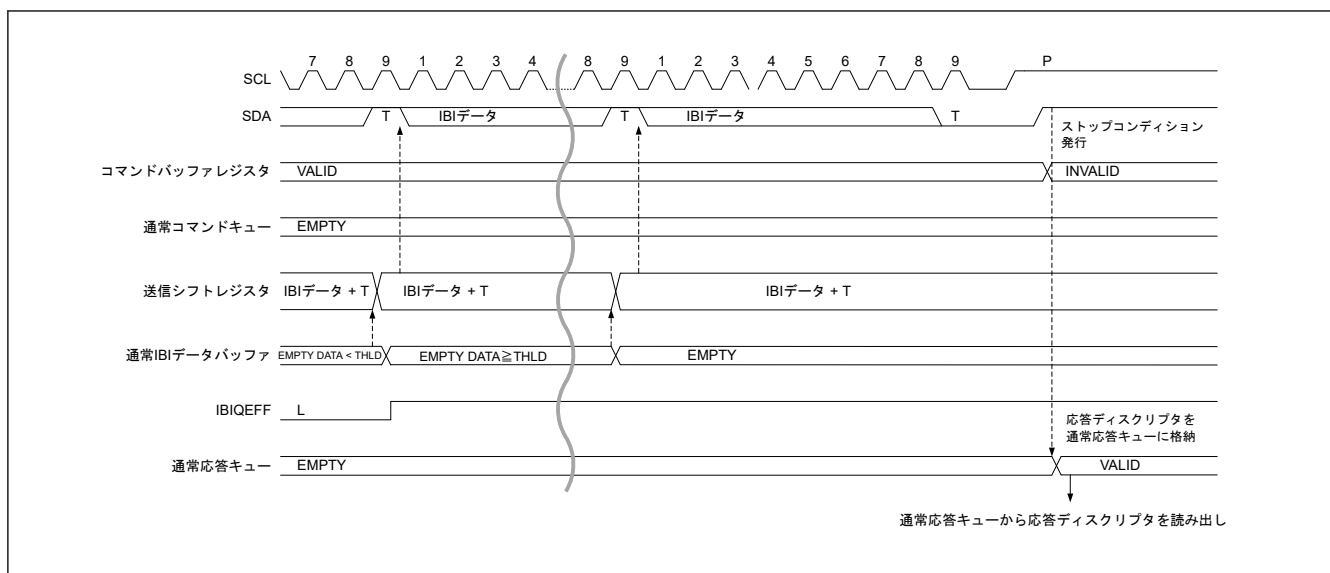 7 8 9 1 2 3 4 8 9 1 2 3 4 5 6 7 8 9 P
SCL
SDA T IBIデータ T IBIデータ T
ストップコンディション
発行
コマンドバッファレジスタ VALID INVALID
通常コマンドキュー EMPTY
送信シフトレジスタ IBIデータ + T IBIデータ + T IBIデータ + T
通常IBIデータバッファ EMPTY DATA < THLD EMPTY DATA≧THLD EMPTY
IBIQEFF L
応答ディスクリプタを
通常応答キューに格納
通常応答キュー EMPTY VALID
通常応答キューから応答ディスクリプタを読み出し